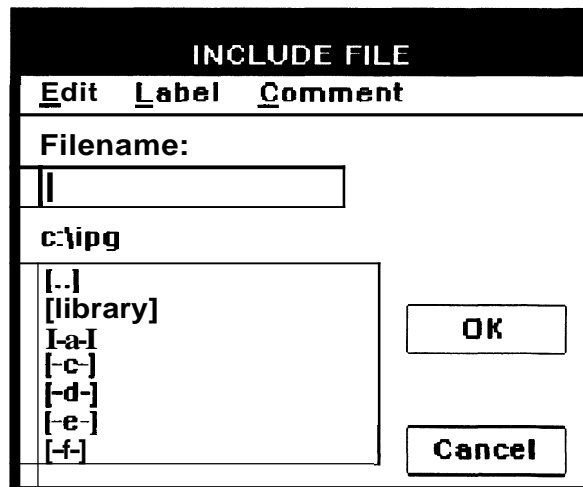 INCLUDE FILE
Edit Label Comment
Filename:
c:\ipg
[..]
[library]
I-a-I
[-c-]
[-d-]
[-e-]
[-f-]
OK
Cancel